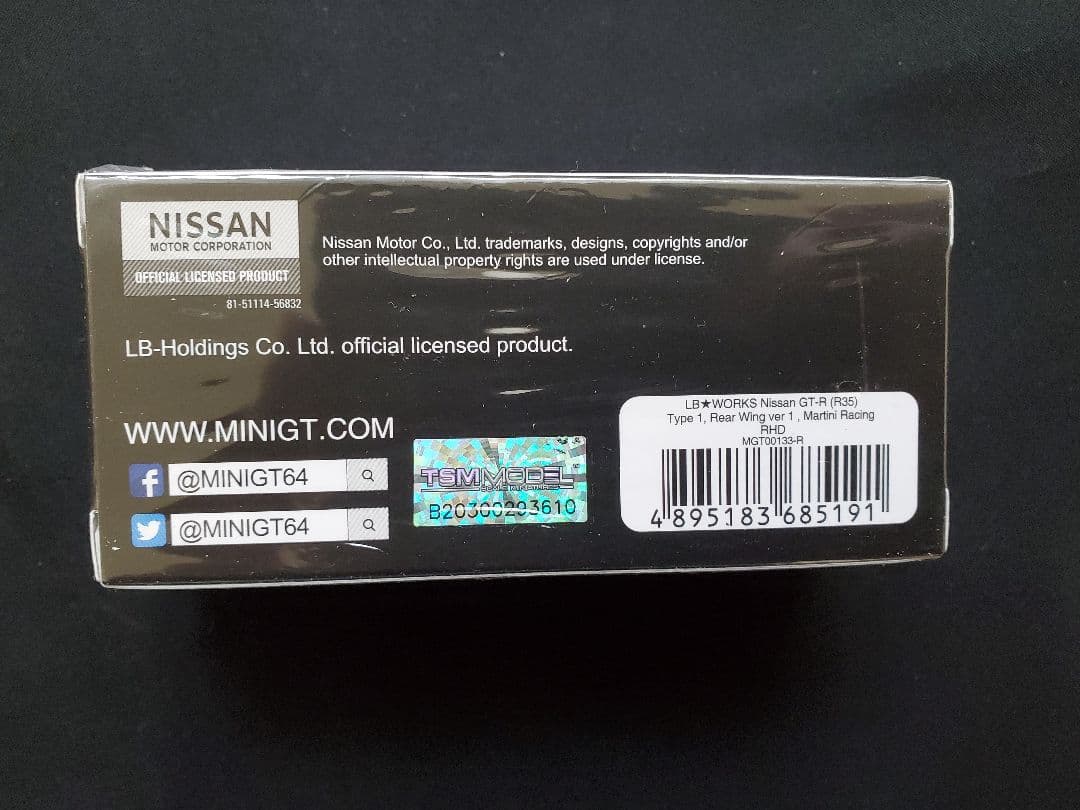 NISSAN
MOTOR CORPORATION
OFFICIAL LICENSED PRODUCT
81-51114-56832
Nissan Motor Co., Ltd. trademarks, designs, copyrights and/or
other intellectual property rights are used under license.
LB-Holdings Co. Ltd. official licensed product.
WWW.MINIGT.COM
f @MINIGT64
@MINIGT64
TSMMODEL
B20300293610
LB★WORKS Nissan GT-R (R35)
Type 1, Rear Wing ver 1 , Martini Racing
RHD
MGT00133-R
4 895183 685191